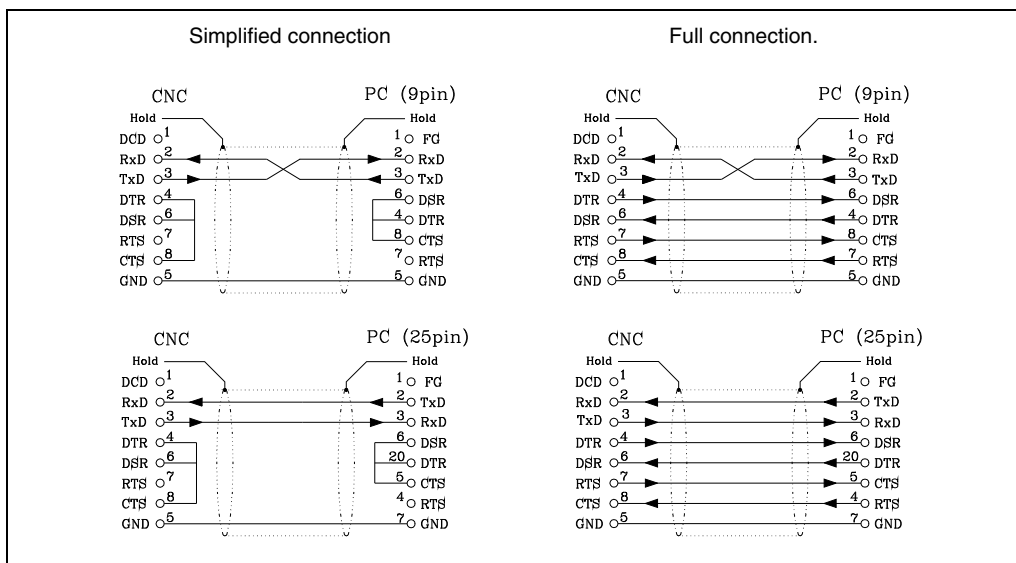 Simplified connection
Full connection.
CNC PC (9pin)
Hold Hold
DCD 1 1 FG
RxD 2 2 RxD
TxD 3 3 TxD
DTR 4 6 DSR
DSR 6 4 DTR
RTS 7 8 CTS
CTS 8 7 RTS
GND 5 5 GND
CNC PC (9pin)
Hold Hold
DCD 1 1 FG
RxD 2 2 RxD
TxD 3 3 TxD
DTR 4 6 DSR
DSR 6 4 DTR
RTS 7 8 CTS
CTS 8 7 RTS
GND 5 5 GND
CNC PC (25pin)
Hold Hold
DCD 1 1 FG
RxD 2 2 TxD
TxD 3 3 RxD
DTR 4 6 DSR
DSR 6 20 DTR
RTS 7 5 CTS
CTS 8 4 RTS
GND 5 7 GND
CNC PC (25pin)
Hold Hold
DCD 1 1 FG
RxD 2 2 TxD
TxD 3 3 RxD
DTR 4 6 DSR
DSR 6 20 DTR
RTS 7 5 CTS
CTS 8 4 RTS
GND 5 7 GND